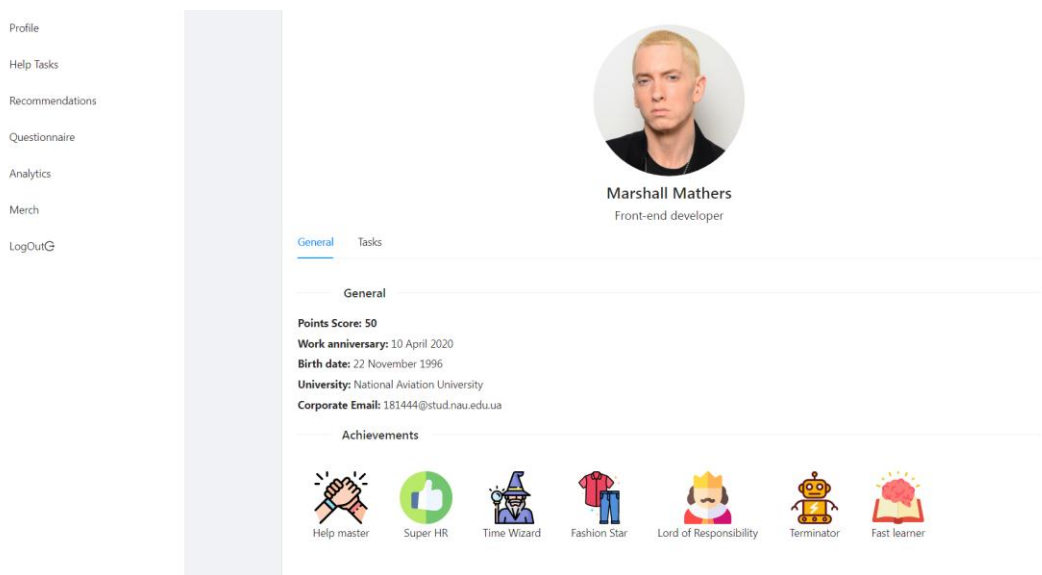 Profile
Help Tasks
Recommendations
Questionnaire
Analytics
Merch
LogOut
Marshall Mathers
Front-end developer
General Tasks
General
Points Score: 50
Work anniversary: 10 April 2020
Birth date: 22 November 1996
University: National Aviation University
Corporate Email: 181444@stud.nau.edu.ua
Achievements
Help master Super HR Time Wizard Fashion Star Lord of Responsibility Terminator Fast learner